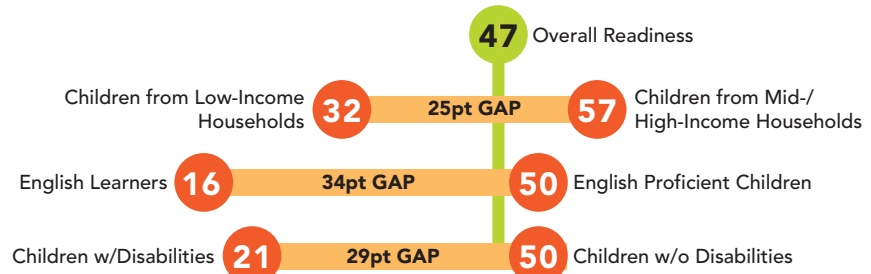 47 Overall Readiness
Children from Low-Income
Households
32
25pt GAP
57
Children from Mid-/
High-Income Households
English Learners 16 34pt GAP 50 English Proficient Children
Children w/Disabilities 21 29pt GAP 50 Children w/o Disabilities